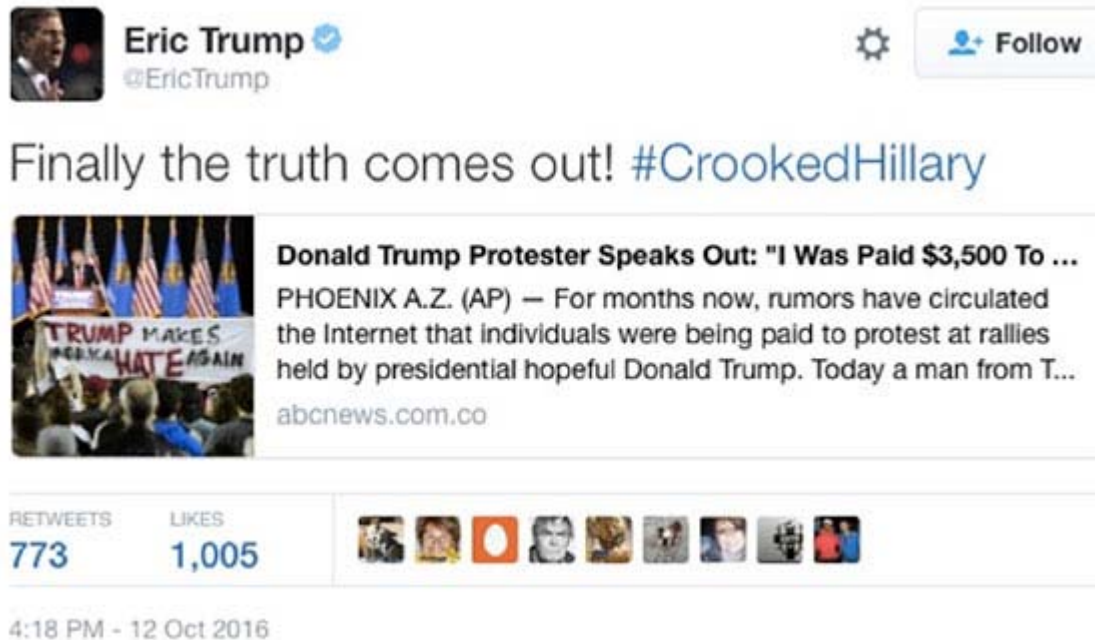 Eric Trump
@EricTrump
Follow
Finally the truth comes out! #CrookedHillary
Donald Trump Protester Speaks Out: "I Was Paid $3,500 To ...
PHOENIX A.Z. (AP) — For months now, rumors have circulated
the Internet that individuals were being paid to protest at rallies
held by presidential hopeful Donald Trump. Today a man from T...
abcnews.com.co
TRUMP MAKES
HATE AGAIN
RETWEETS LIKES
773 1,005
4:18 PM - 12 Oct 2016